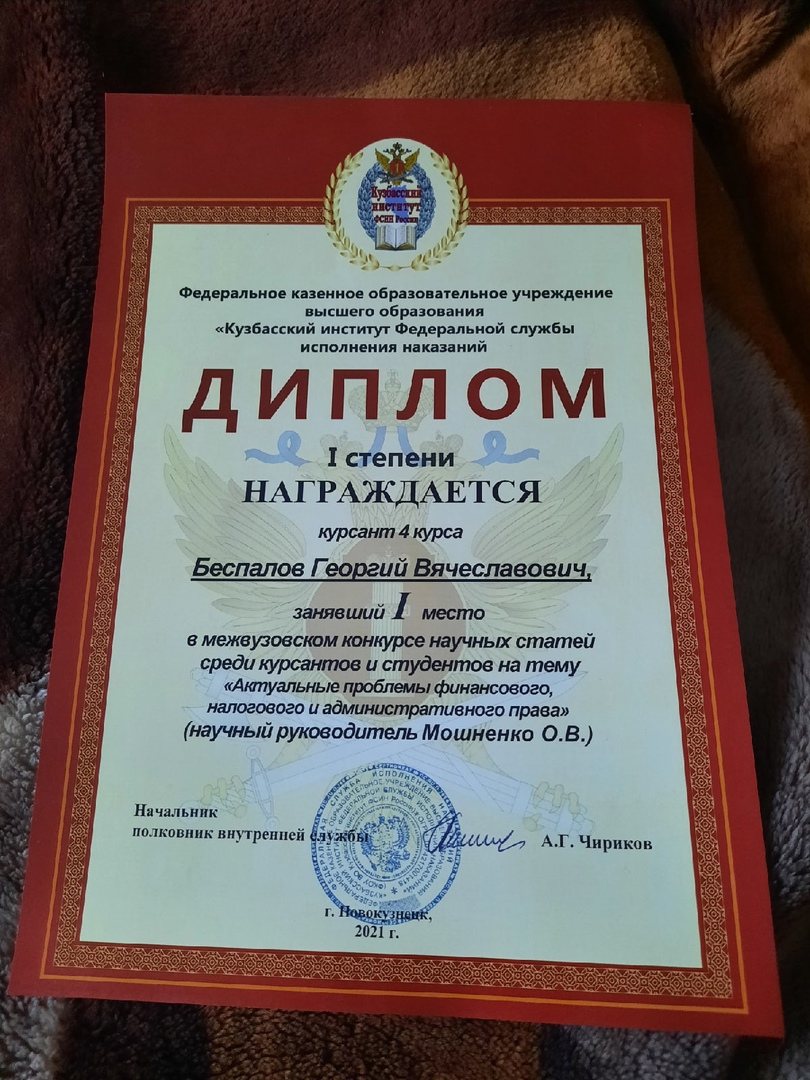 Кузбасский
институт
ФСИН России
Федеральное казенное образовательное учреждение
высшего образования
«Кузбасский институт Федеральной службы
исполнения наказаний
ДИПЛОМ
I степени
НАГРАЖДАЕТСЯ
курсант 4 курса
Беспалов Георгий Вячеславович,
занявший I место
в межвузовском конкурсе научных статей
среди курсантов и студентов на тему
«Актуальные проблемы финансового,
налогового и административного права»
(научный руководитель Мошненко О.В.)
Начальник
полковник внутренней службы
А.Г. Чириков
г. Новокузнецк,
2021 г.